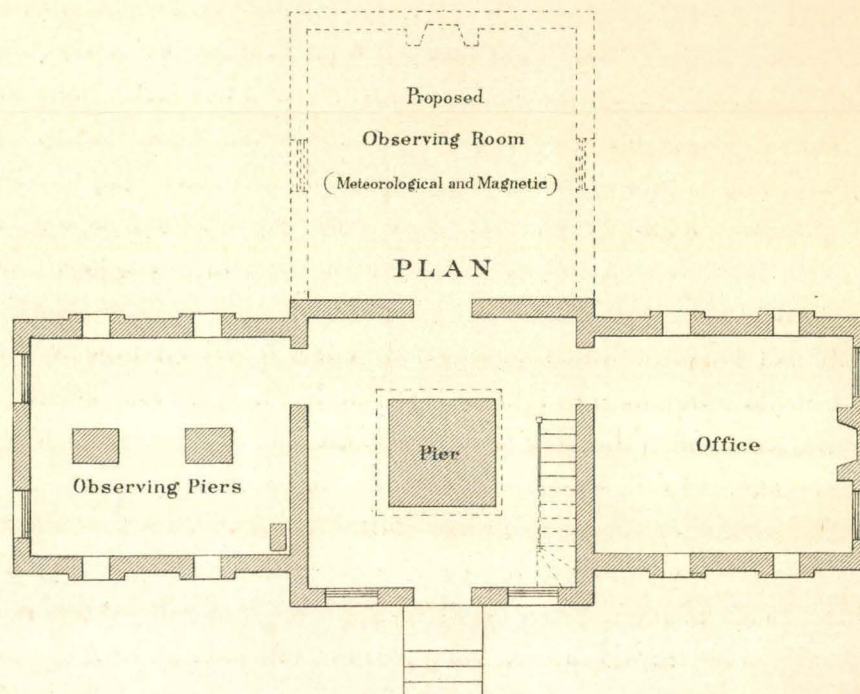 Proposed
Observing Room
(Meteorological and Magnetic)
PLAN
Pier
Office
Observing Piers